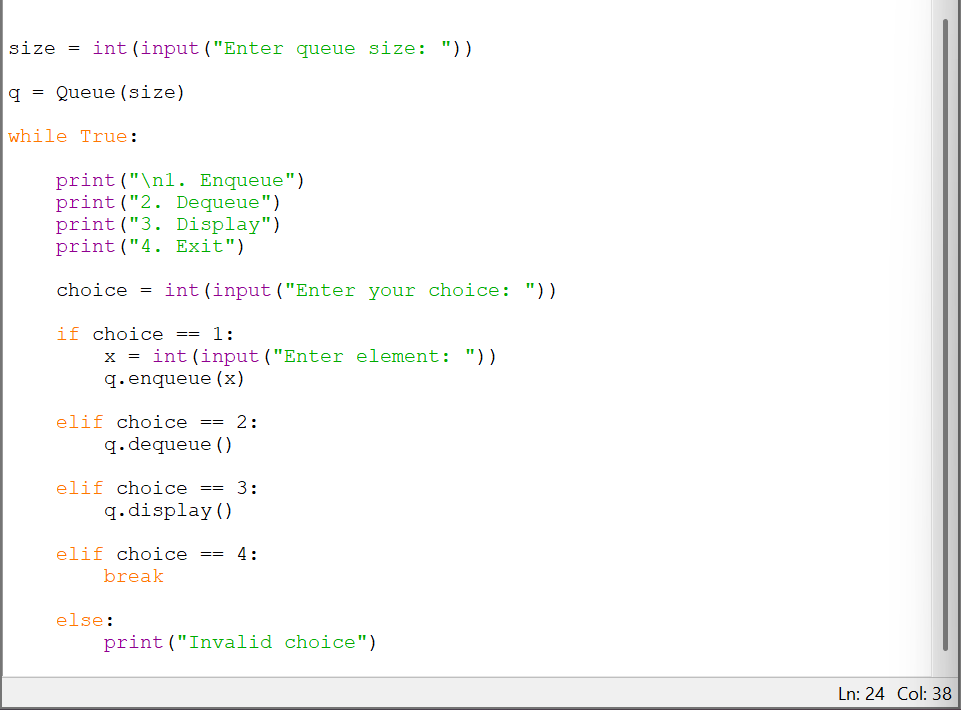 size = int(input("Enter queue size: "))
q = Queue(size)
while True:
    print("\n1. Enqueue")
    print("2. Dequeue")
    print("3. Display")
    print("4. Exit")
    choice = int(input("Enter your choice: "))
    if choice == 1:
        x = int(input("Enter element: "))
        q.enqueue(x)
    elif choice == 2:
        q.dequeue()
    elif choice == 3:
        q.display()
    elif choice == 4:
        break
    else:
        print("Invalid choice")
Ln: 24 Col: 38